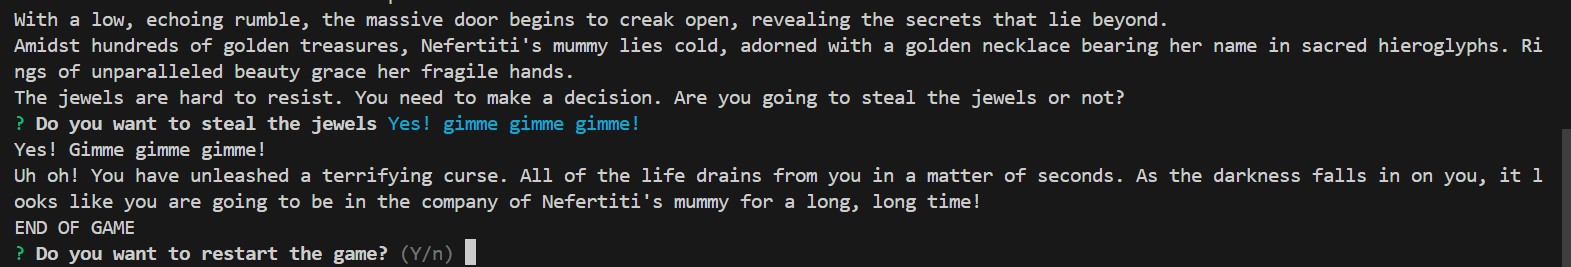 With a low, echoing rumble, the massive door begins to creak open, revealing the secrets that lie beyond.
Amidst hundreds of golden treasures, Nefertiti's mummy lies cold, adorned with a golden necklace bearing her name in sacred hieroglyphs. Ri
ngs of unparalleled beauty grace her fragile hands.
The jewels are hard to resist. You need to make a decision. Are you going to steal the jewels or not?
? Do you want to steal the jewels Yes! gimme gimme gimme!
Yes! Gimme gimme gimme!
Uh oh! You have unleashed a terrifying curse. All of the life drains from you in a matter of seconds. As the darkness falls in on you, it l
ooks like you are going to be in the company of Nefertiti's mummy for a long, long time!
END OF GAME
? Do you want to restart the game? (Y/n)